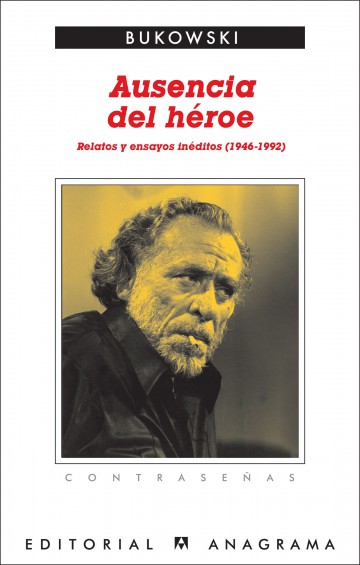 BUKOWSKI
Ausencia
del héroe
Relatos y ensayos inéditos (1946-1992)
CONTRASEÑAS
EDITORIAL ANAGRAMA